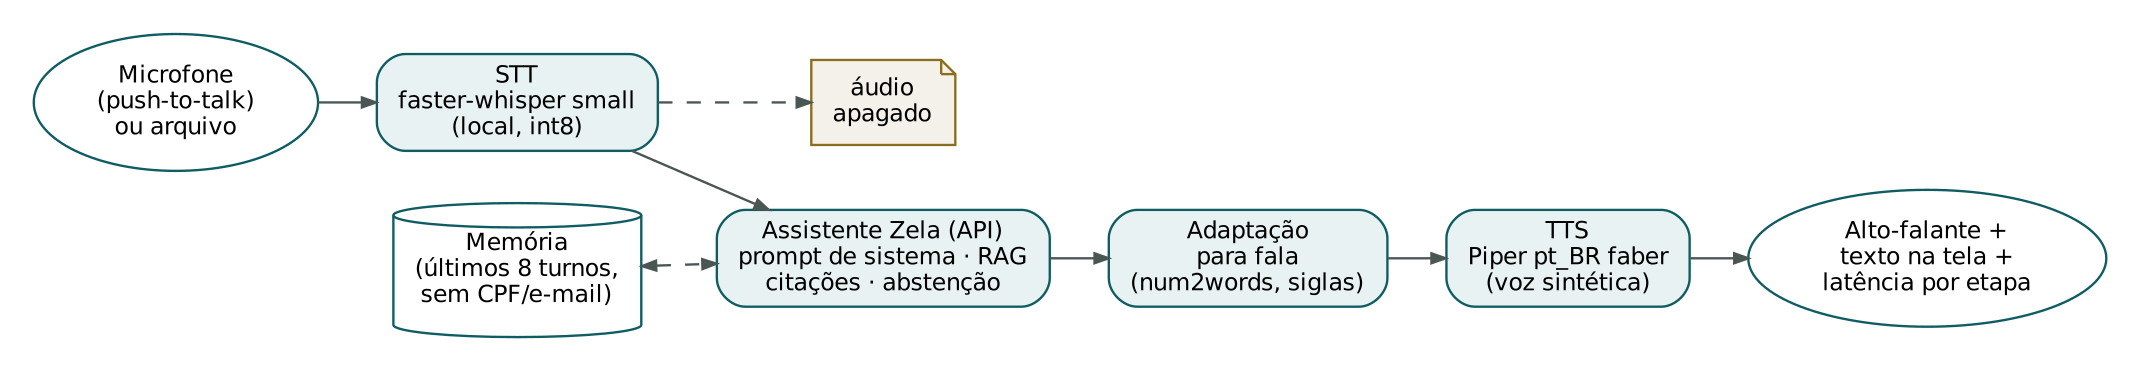 Microfone
(push-to-talk)
ou arquivo
STT
faster-whisper small
(local, int8)
áudio
apagado
Memória
(últimos 8 turnos,
sem CPF/e-mail)
Assistente Zela (API)
prompt de sistema · RAG
citações · abstenção
Adaptação
para fala
(num2words, siglas)
TTS
Piper pt_BR faber
(voz sintética)
Alto-falante +
texto na tela +
latência por etapa